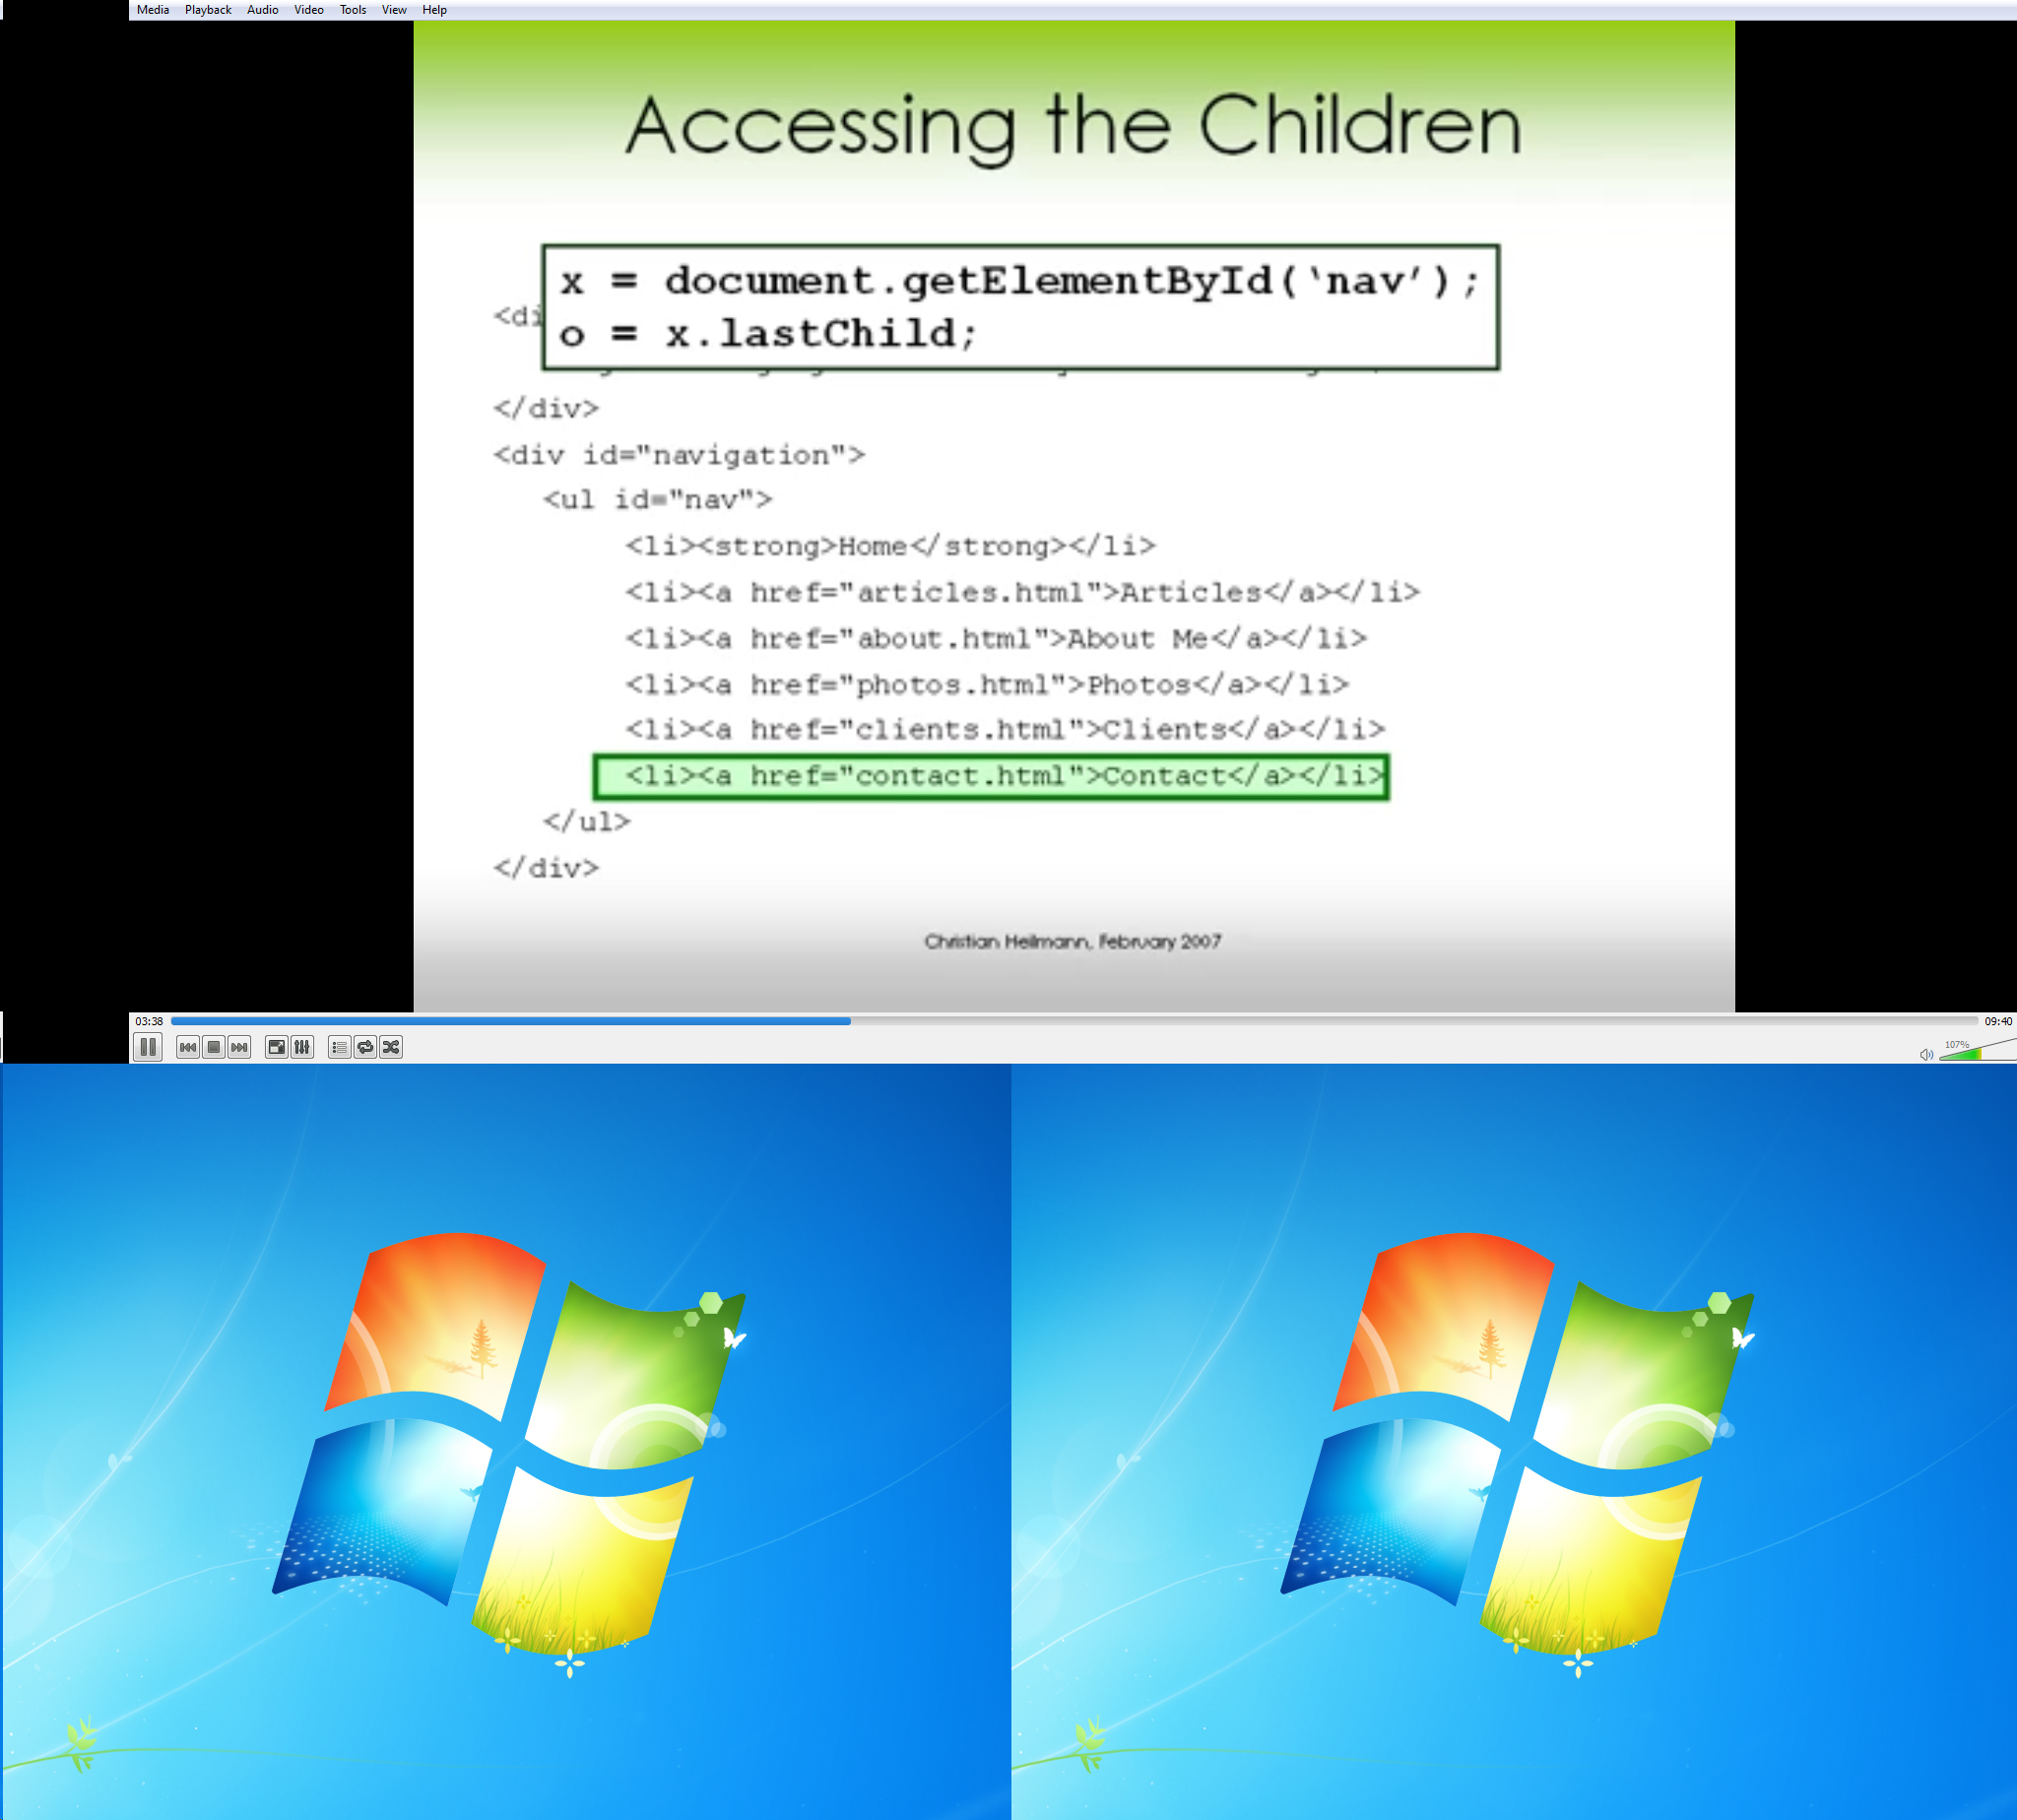 Media Playback Audio Video Tools View Help
Accessing the Children
x = document.getElementById(‘nav’);
<di
o = x.lastChild;
</div>
<div id="navigation">
<ul id="nav">
<li><strong>Home</strong></li>
<li><a href="articles.html">Articles</a></li>
<li><a href="about.html">About Me</a></li>
<li><a href="photos.html">Photos</a></li>
<li><a href="clients.html">Clients</a></li>
<li><a href="contact.html">Contact</a></li>
</ul>
</div>
Christian Heilmann, February 2007
03:38 09:40
107%